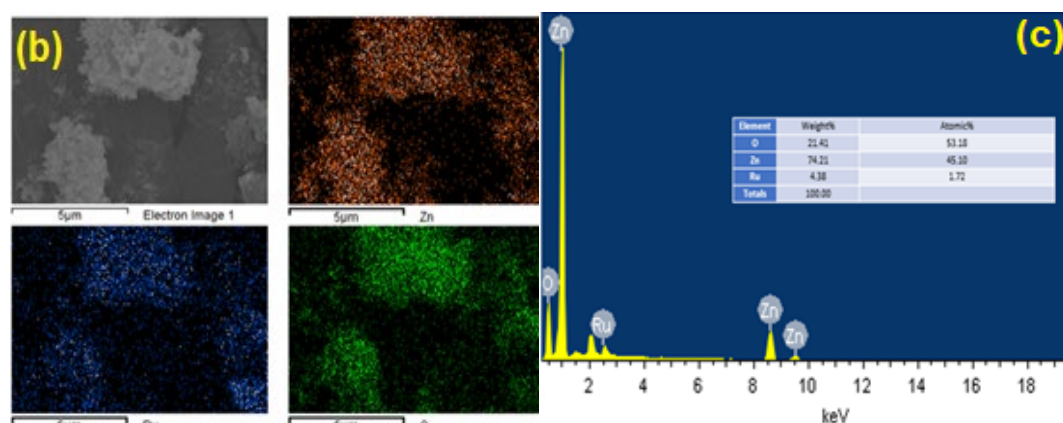 (b)
5μm Electron Image 1
5μm Zn
(c)
Zn
O
Ru
Zn
Zn
Element Weight% Atomic%
O 21.41 53.18
Zn 74.21 45.10
Ru 4.38 1.72
Totals 100.00
2 4 6 8 10 12 14 16 18
keV